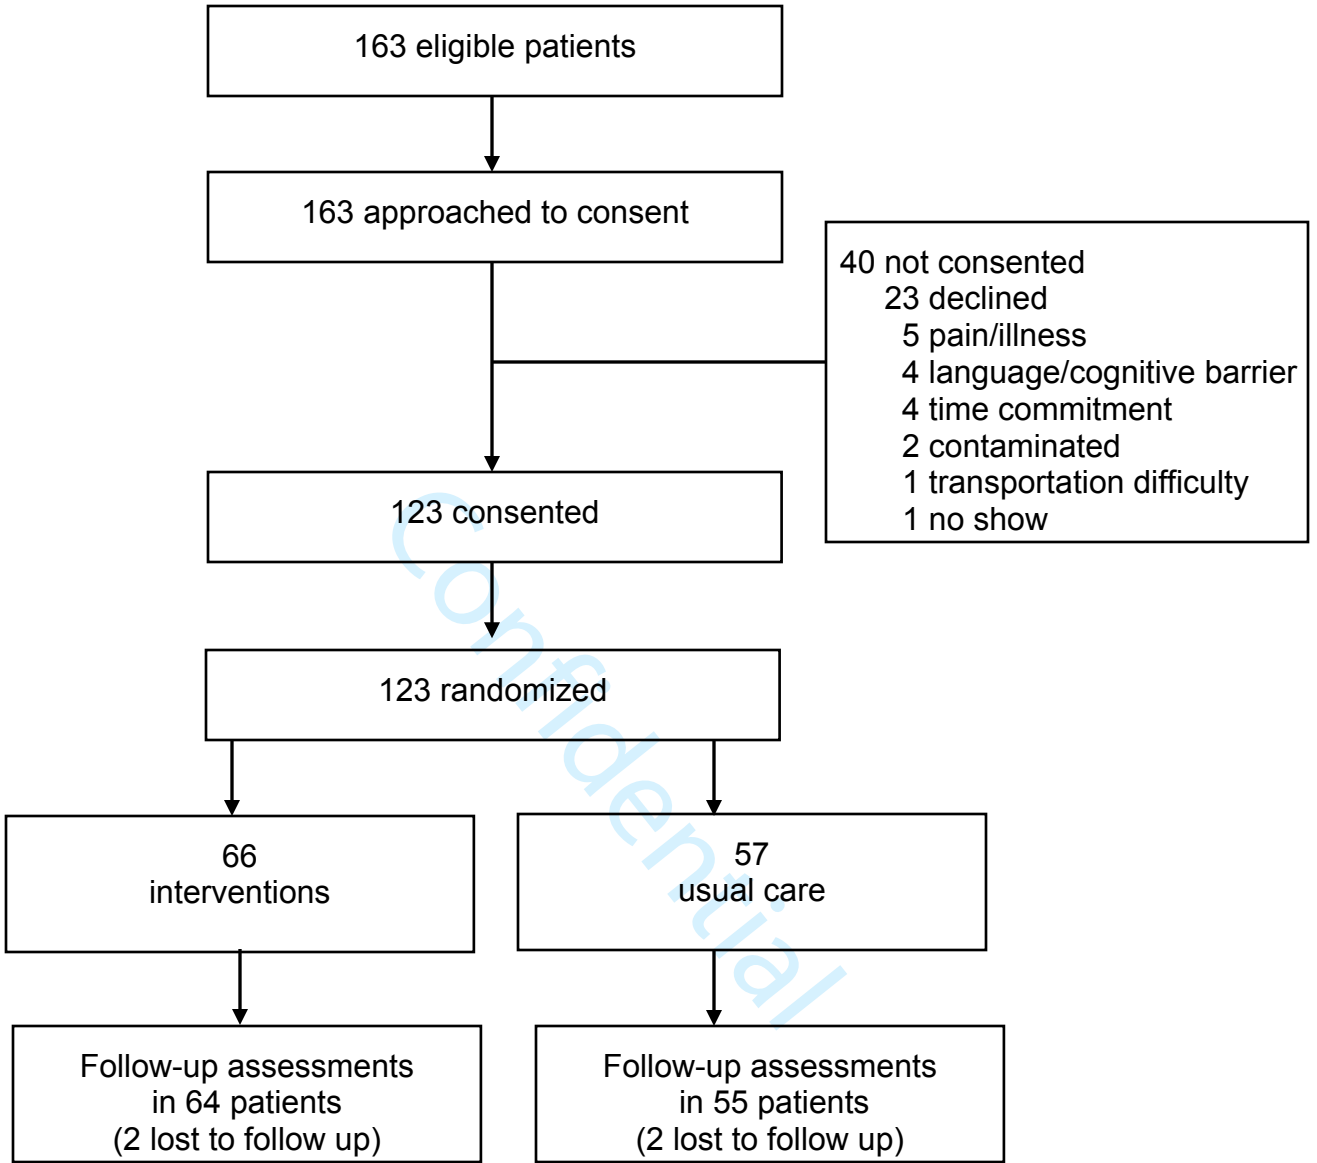 163 eligible patients
163 approached to consent
40 not consented
23 declined
5 pain/illness
4 language/cognitive barrier
4 time commitment
2 contaminated
1 transportation difficulty
1 no show
123 consented
123 randomized
66
interventions
57
usual care
Follow-up assessments
in 64 patients
(2 lost to follow up)
Follow-up assessments
in 55 patients
(2 lost to follow up)
Confidential